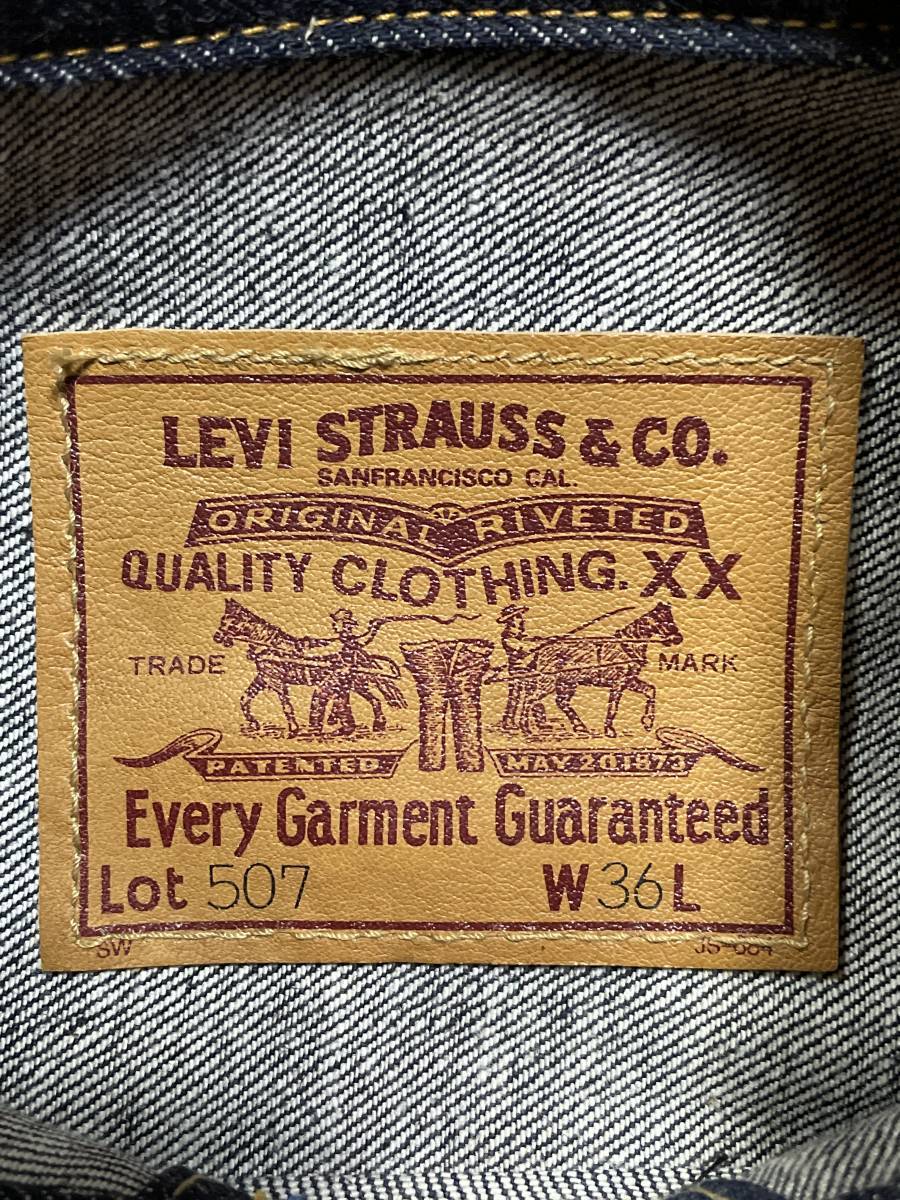 LEVI STRAUSS & CO.
SANFRANCISCO CAL.
ORIGINAL RIVETED
QUALITY CLOTHING. XX
TRADE MARK
PATENTED MAY 20 1873
Every Garment Guaranteed
Lot 507 W 36 L
SW